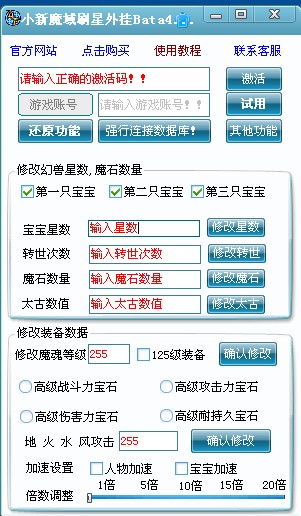 小新魔域刷星外挂Bata4.
官方网站 点击购买 使用教程 联系客服
请输入正确的激活码！！ 激活
游戏账号 请输入游戏账号！！ 试用
还原功能 强行连接数据库! 其他功能
修改幻兽星数, 魔石数量
第一只宝宝 第二只宝宝 第三只宝宝
宝宝星数 输入星数 修改星数
转世次数 输入转世次数 修改转世
魔石数量 输入魔石数量 修改魔石
太古数值 输入太古数值 修改太古
修改装备数据
修改魔魂等级 255 125级装备 确认修改
高级战斗力宝石 高级攻击力宝石
高级伤害力宝石 高级耐持久宝石
地 火 水 风攻击 255 确认修改
加速设置 人物加速 宝宝加速
倍数调整 1倍 5倍 10倍 15倍 20倍